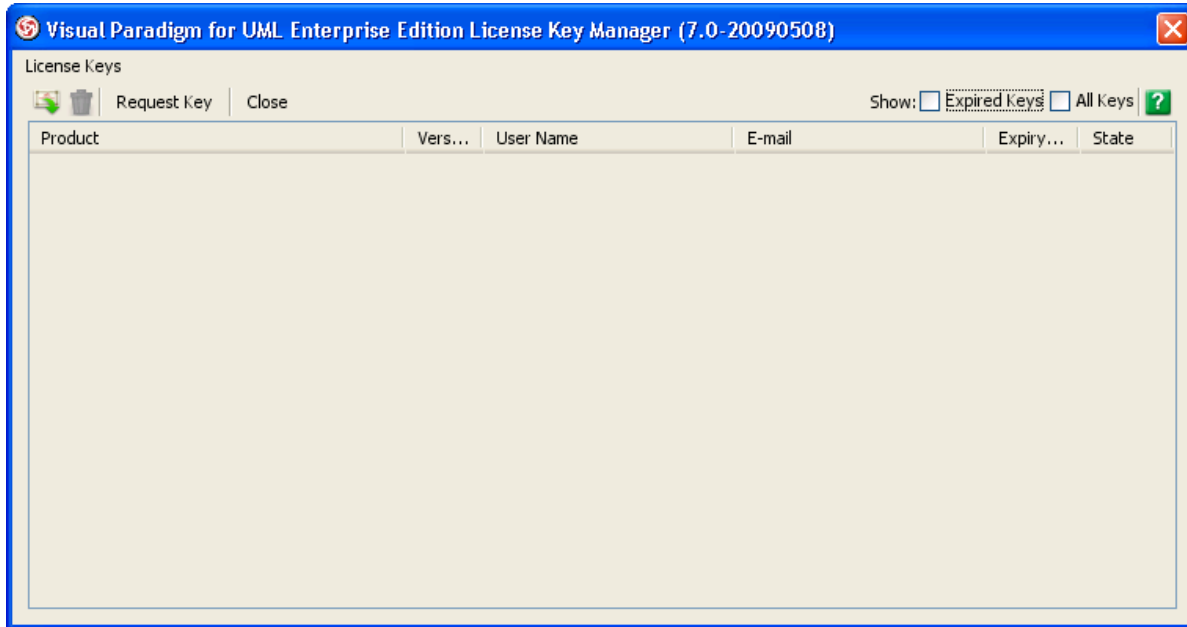 Visual Paradigm for UML Enterprise Edition License Key Manager (7.0-20090508)
License Keys
Request Key Close Show: Expired Keys All Keys ?
Product Vers... User Name E-mail Expiry... State